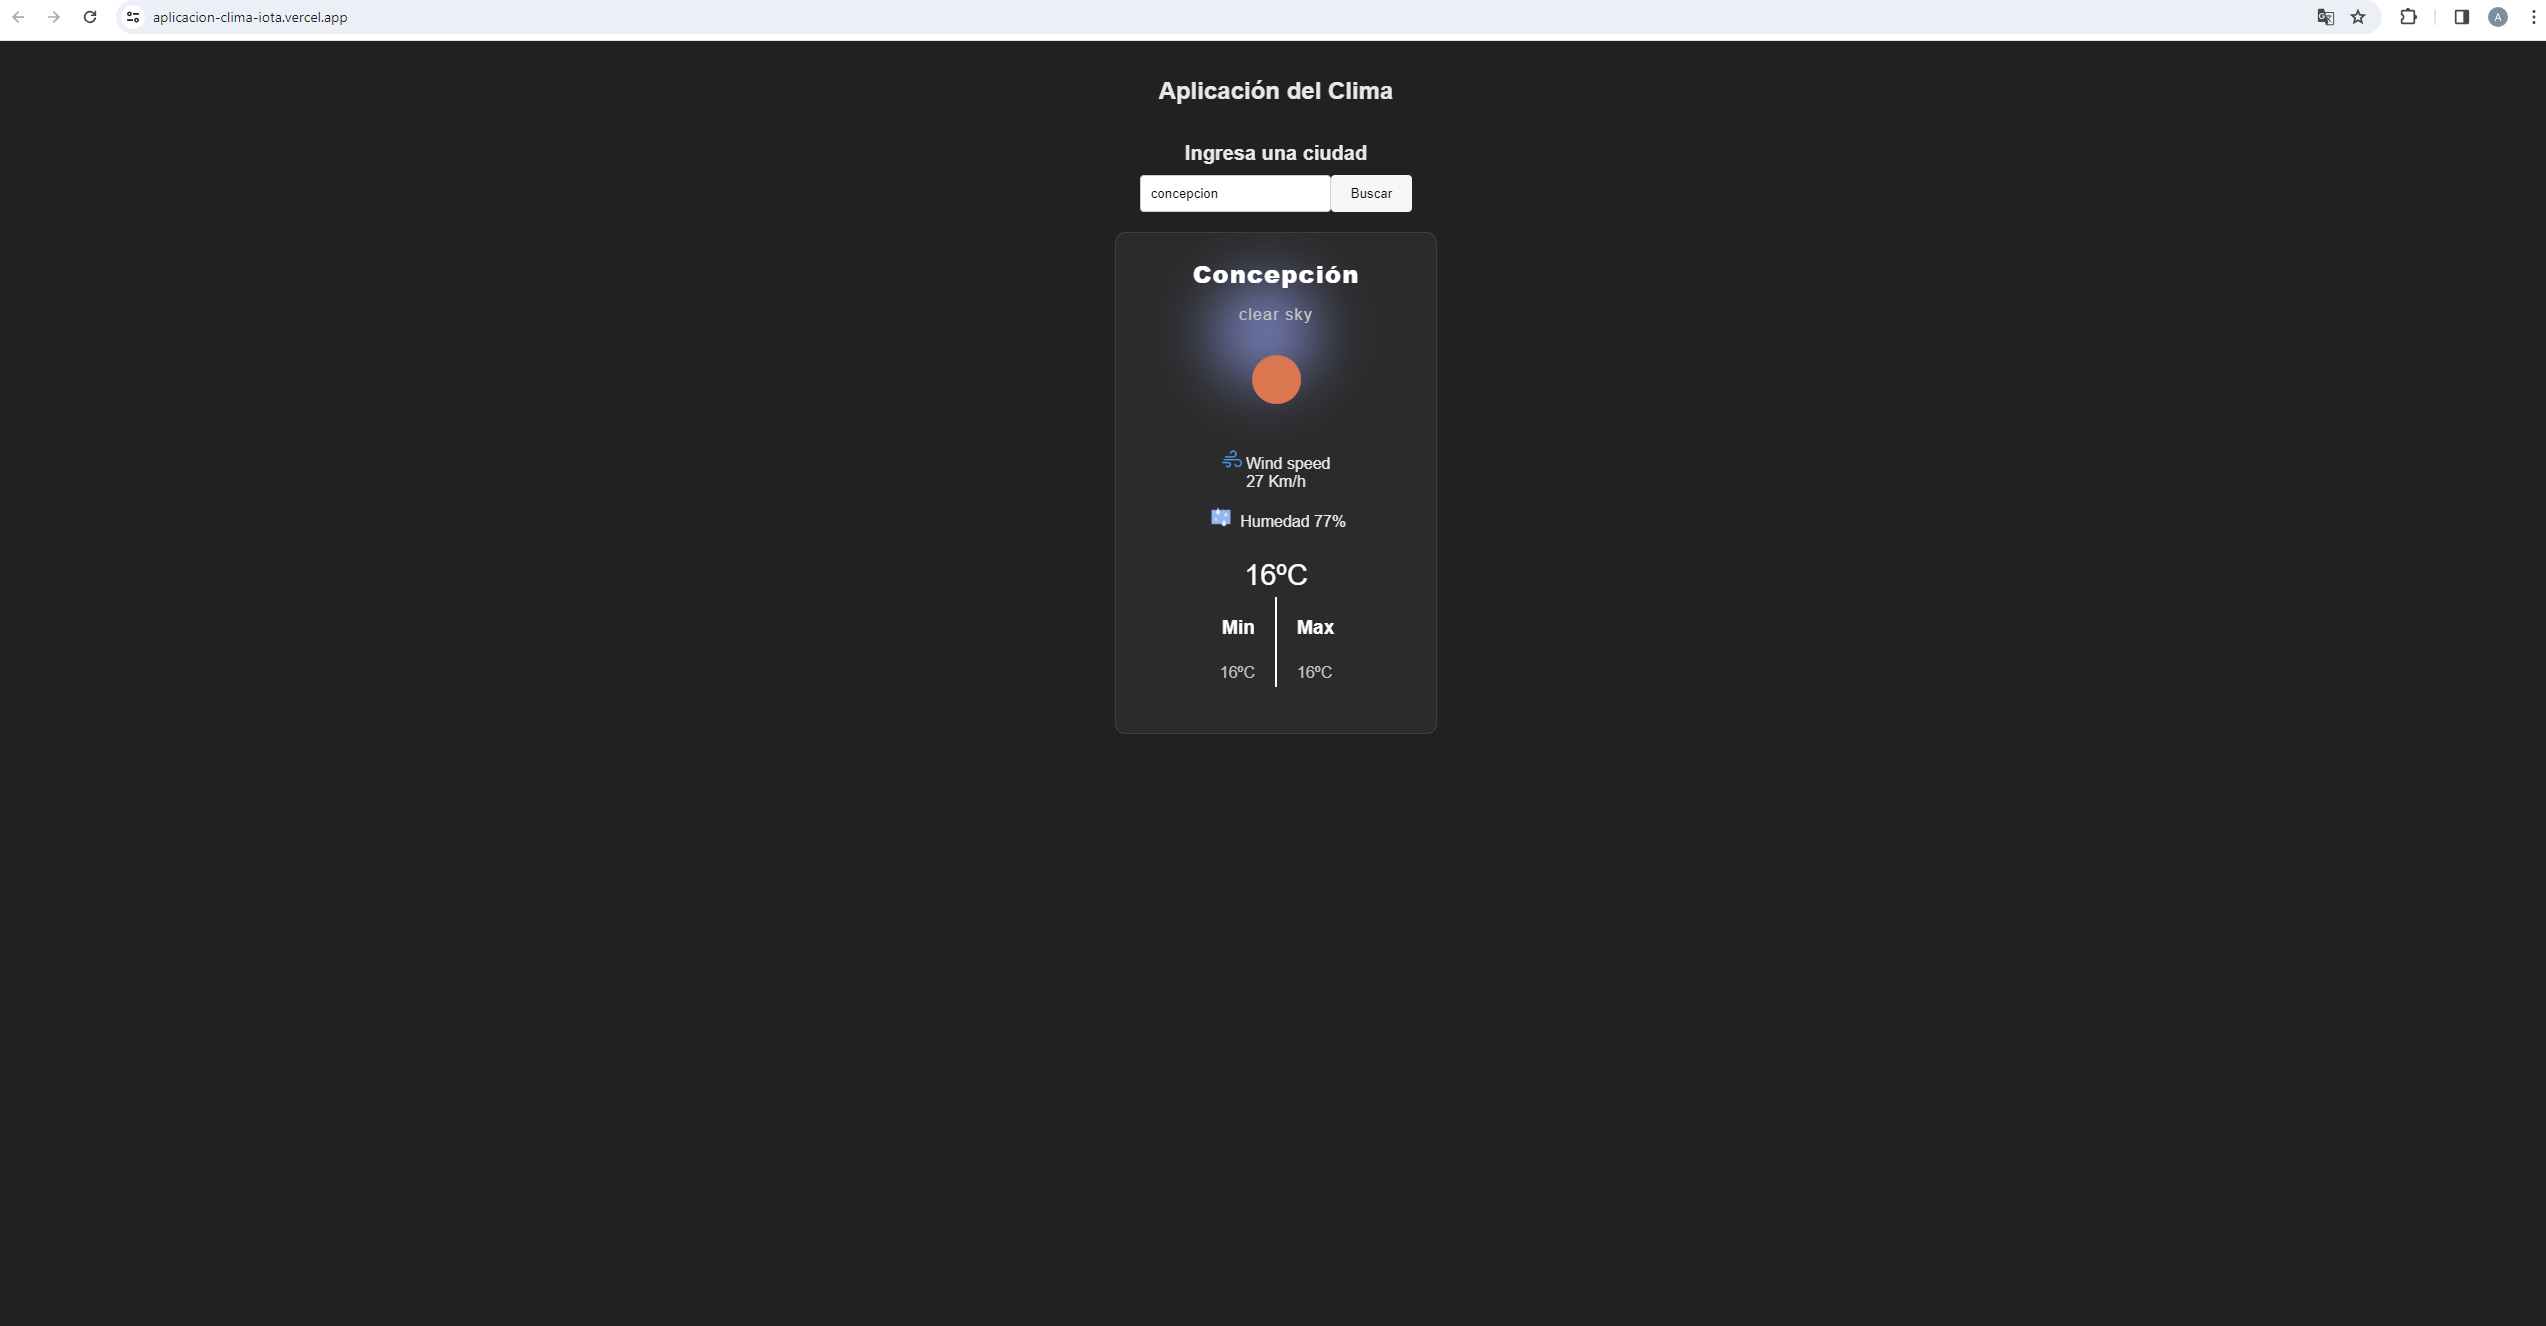 aplicacion-clima-iota.vercel.app
A
Aplicación del Clima
Ingresa una ciudad
concepcion Buscar
Concepción
clear sky
Wind speed
27 Km/h
Humedad 77%
16ºC
Min Max
16ºC 16ºC